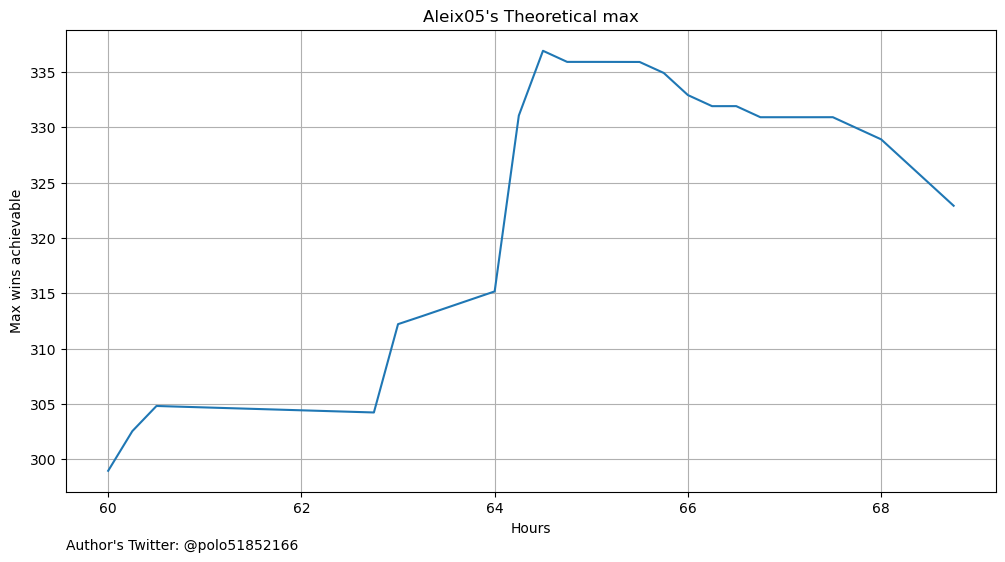 Aleix05's Theoretical max
Max wins achievable
335
330
325
320
315
310
305
300
60 62 64 66 68
Hours
Author's Twitter: @polo51852166